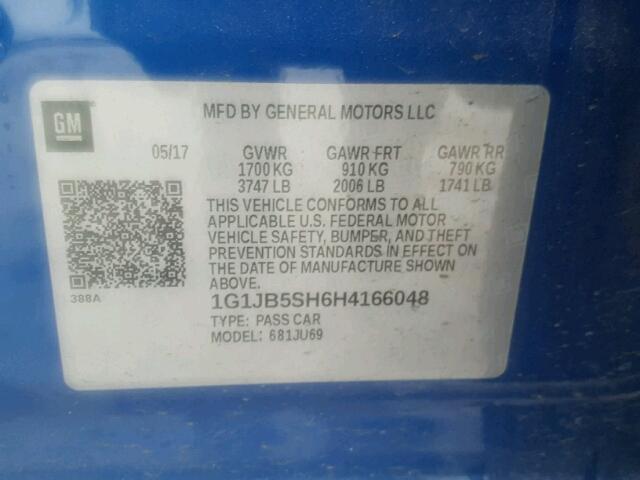 GM
MFD BY GENERAL MOTORS LLC
05/17 GVWR GAWR FRT GAWR RR
1700 KG 910 KG 790 KG
3747 LB 2006 LB 1741 LB
THIS VEHICLE CONFORMS TO ALL
APPLICABLE U.S. FEDERAL MOTOR
VEHICLE SAFETY, BUMPER, AND THEFT
PREVENTION STANDARDS IN EFFECT ON
THE DATE OF MANUFACTURE SHOWN
ABOVE.
388A 1G1JB5SH6H4166048
TYPE: PASS CAR
MODEL: 681JU69